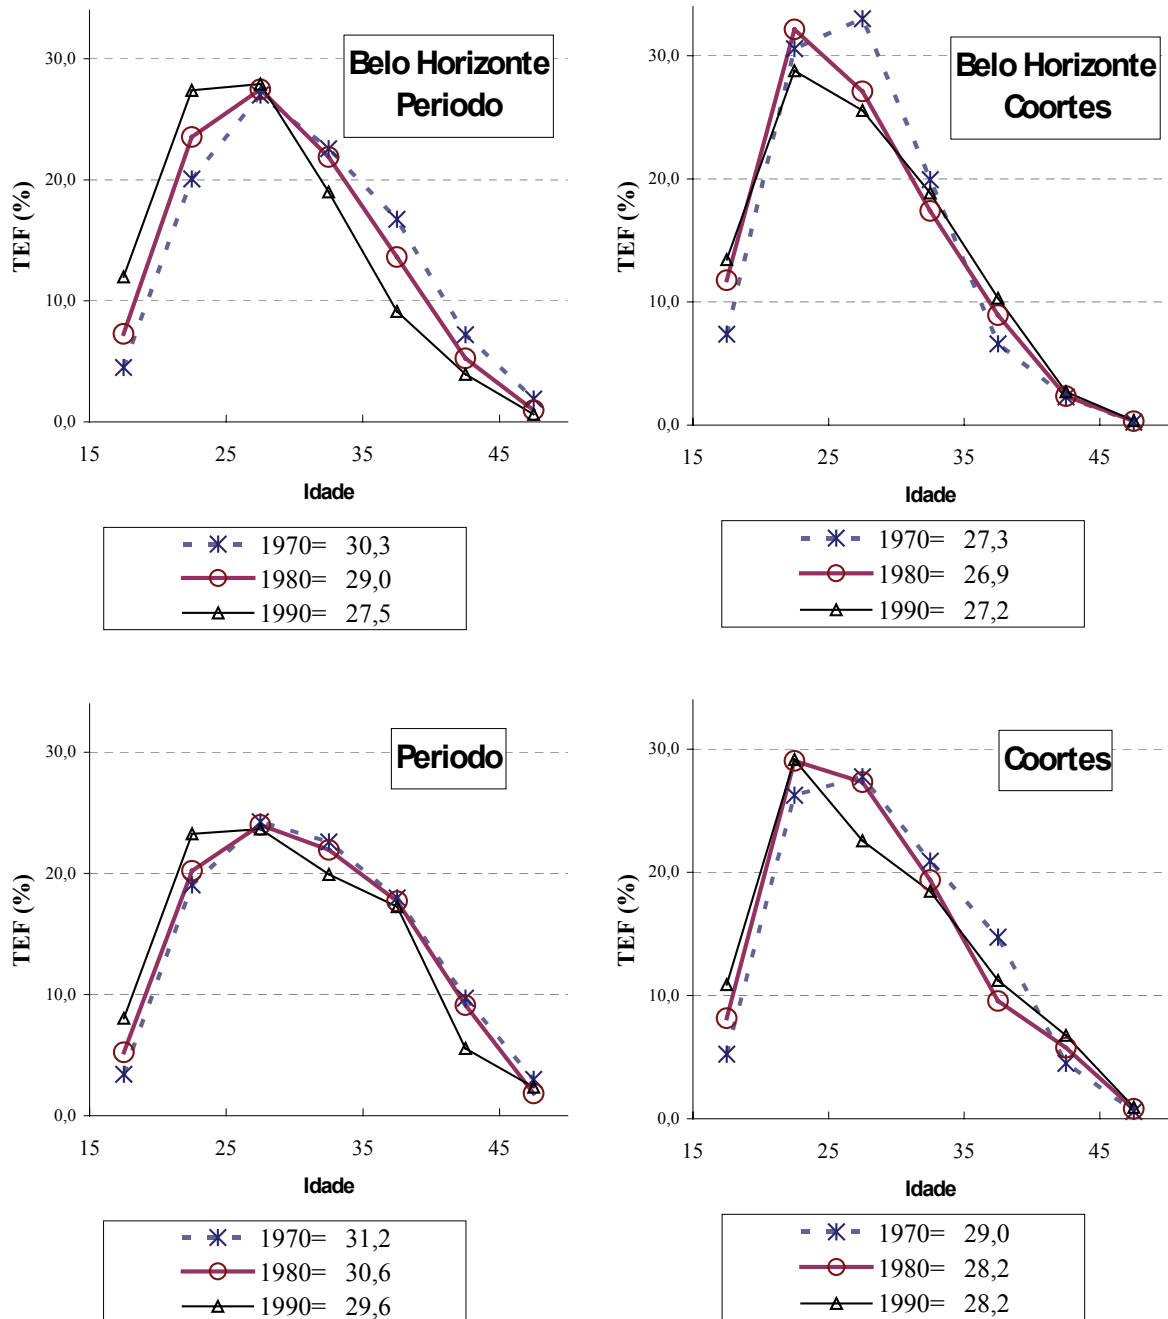 Belo Horizonte
Periodo
30,0
20,0
10,0
0,0
TEF (%)
15 25 35 45
Idade
1970= 30,3
1980= 29,0
1990= 27,5
Belo Horizonte
Coortes
30,0
20,0
10,0
0,0
TEF (%)
15 25 35 45
Idade
1970= 27,3
1980= 26,9
1990= 27,2
Periodo
30,0
20,0
10,0
0,0
TEF (%)
15 25 35 45
Idade
1970= 31,2
1980= 30,6
1990= 29,6
Coortes
30,0
20,0
10,0
0,0
TEF (%)
15 25 35 45
Idade
1970= 29,0
1980= 28,2
1990= 28,2